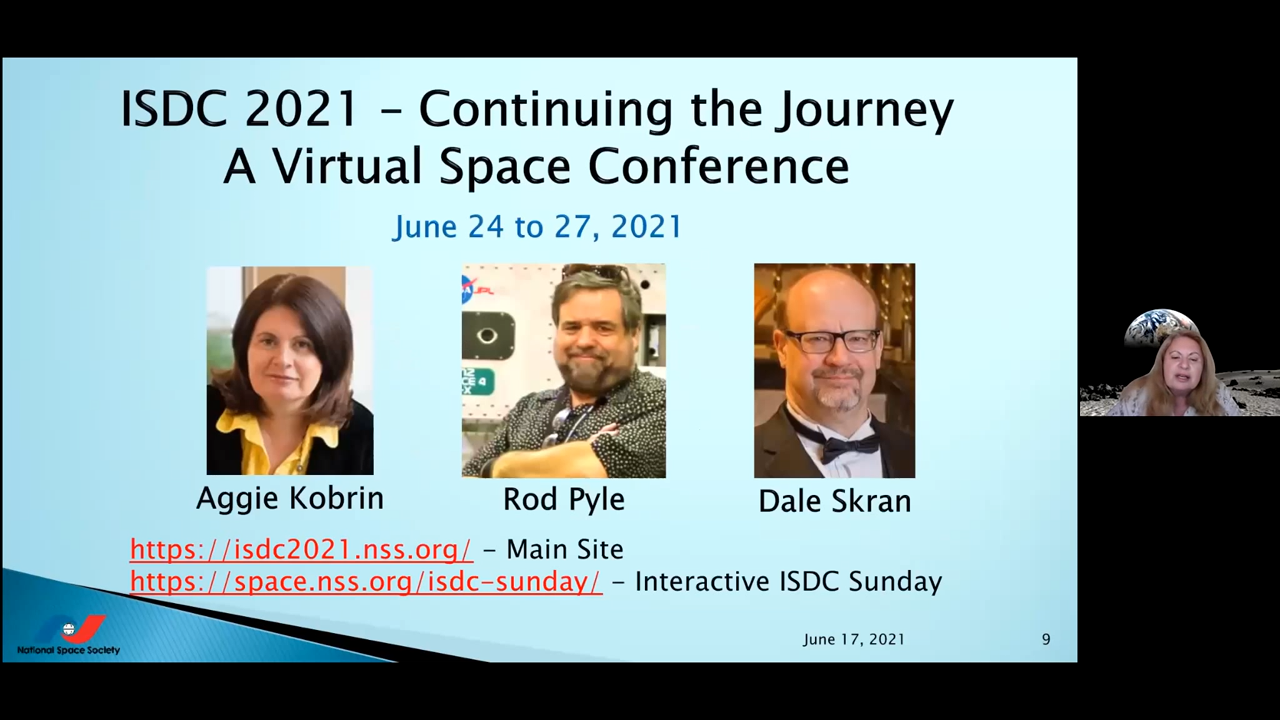 ISDC 2021 – Continuing the Journey
A Virtual Space Conference
June 24 to 27, 2021
JPL
Aggie Kobrin
Rod Pyle
Dale Skran
https://isdc2021.nss.org/ – Main Site
https://space.nss.org/isdc-sunday/ – Interactive ISDC Sunday
National Space Society
June 17, 2021
9